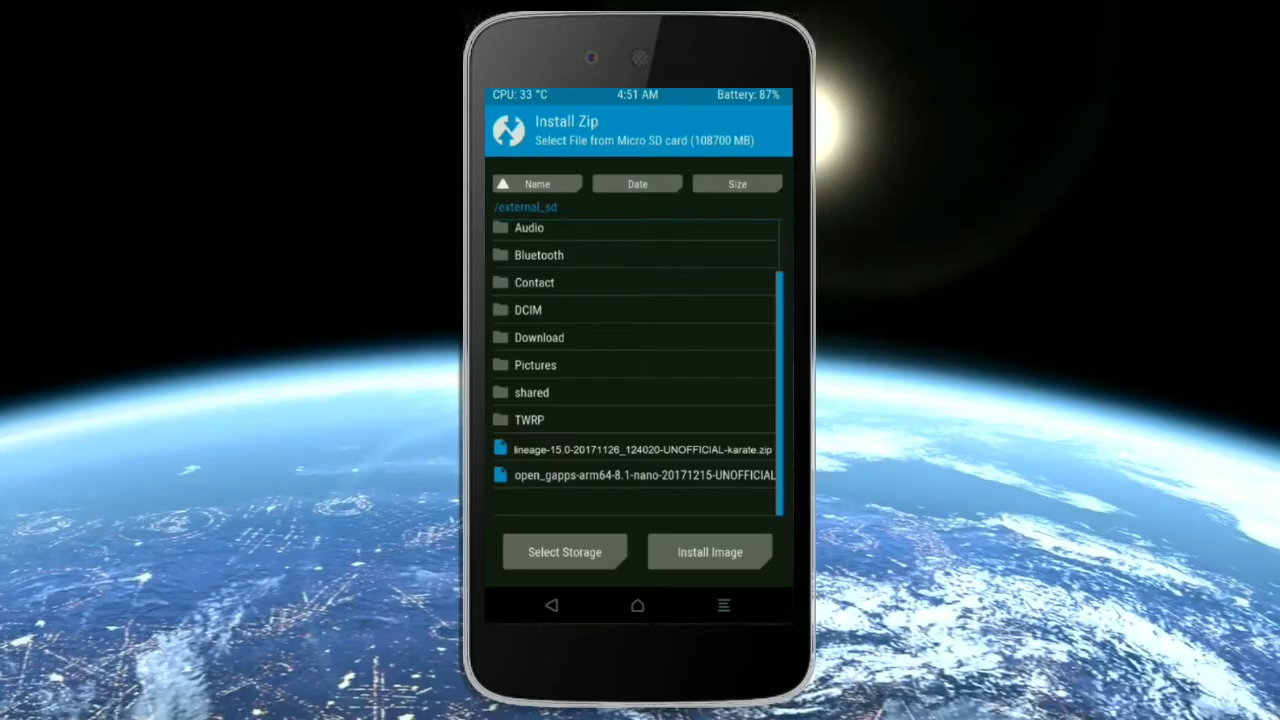 CPU: 33 °C 4:51 AM Battery: 87%
Install Zip
Select File from Micro SD card (108700 MB)
Name Date Size
/external_sd
Audio
Bluetooth
Contact
DCIM
Download
Pictures
shared
TWRP
lineage-15.0-20171126_124020-UNOFFICIAL-karate.zip
open_gapps-arm64-8.1-nano-20171215-UNOFFICIAL
Select Storage Install Image